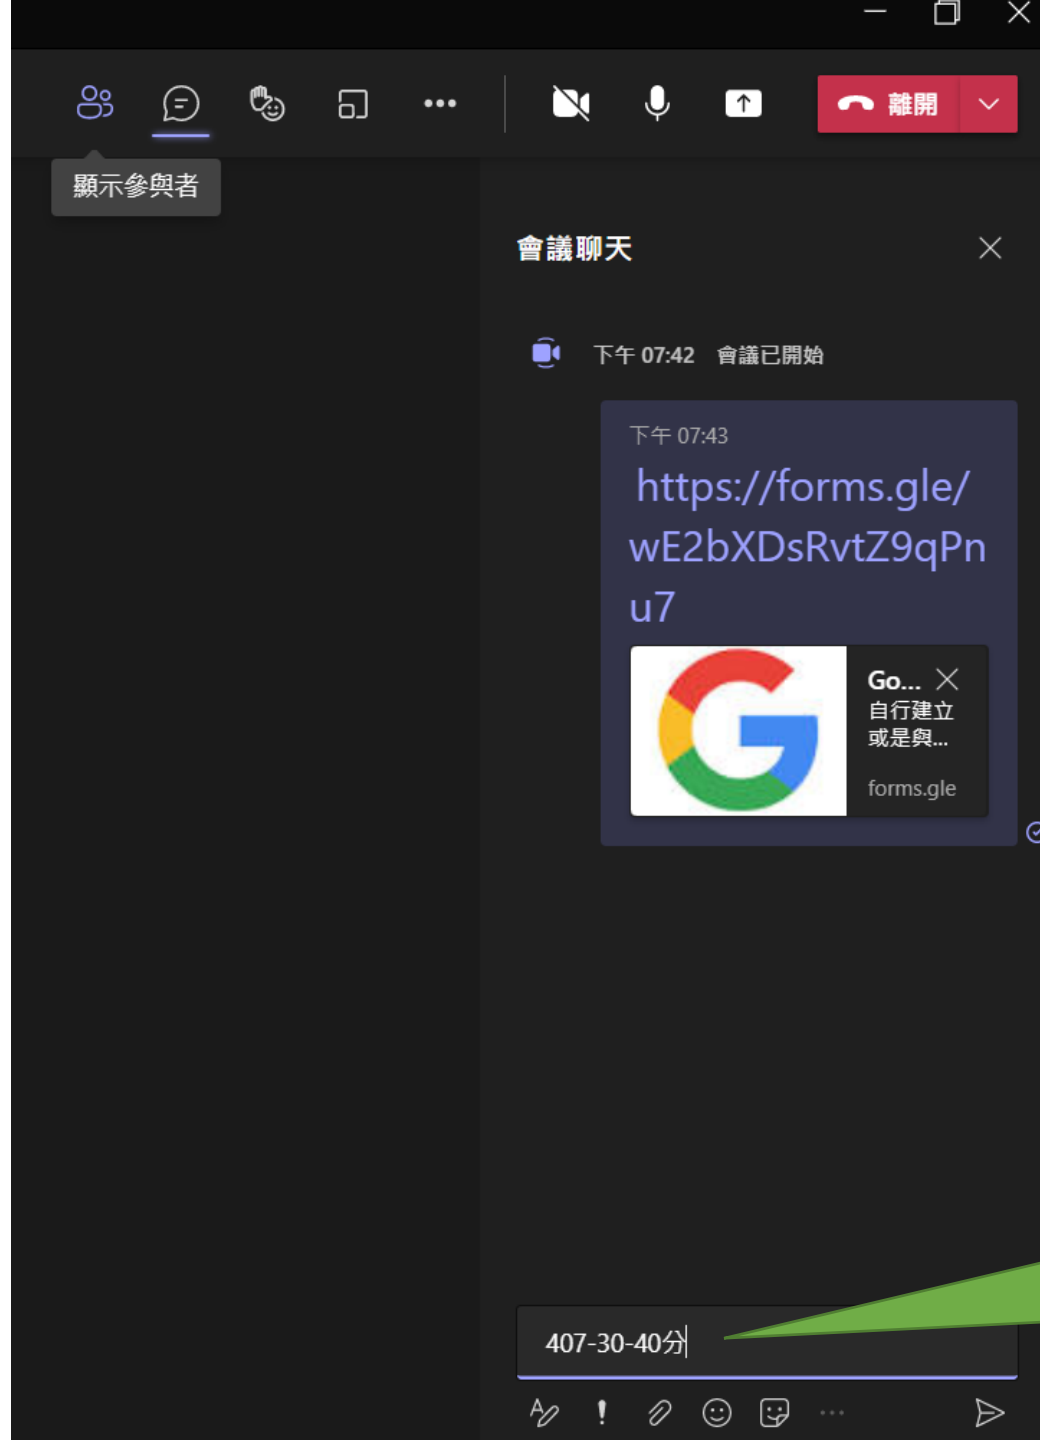 離開
顯示參與者
會議聊天
下午 07:42 會議已開始
下午 07:43
https://forms.gle/
wE2bXDsRvtZ9qPn
u7
Go...
自行建立
或是與...
forms.gle
407-30-40分